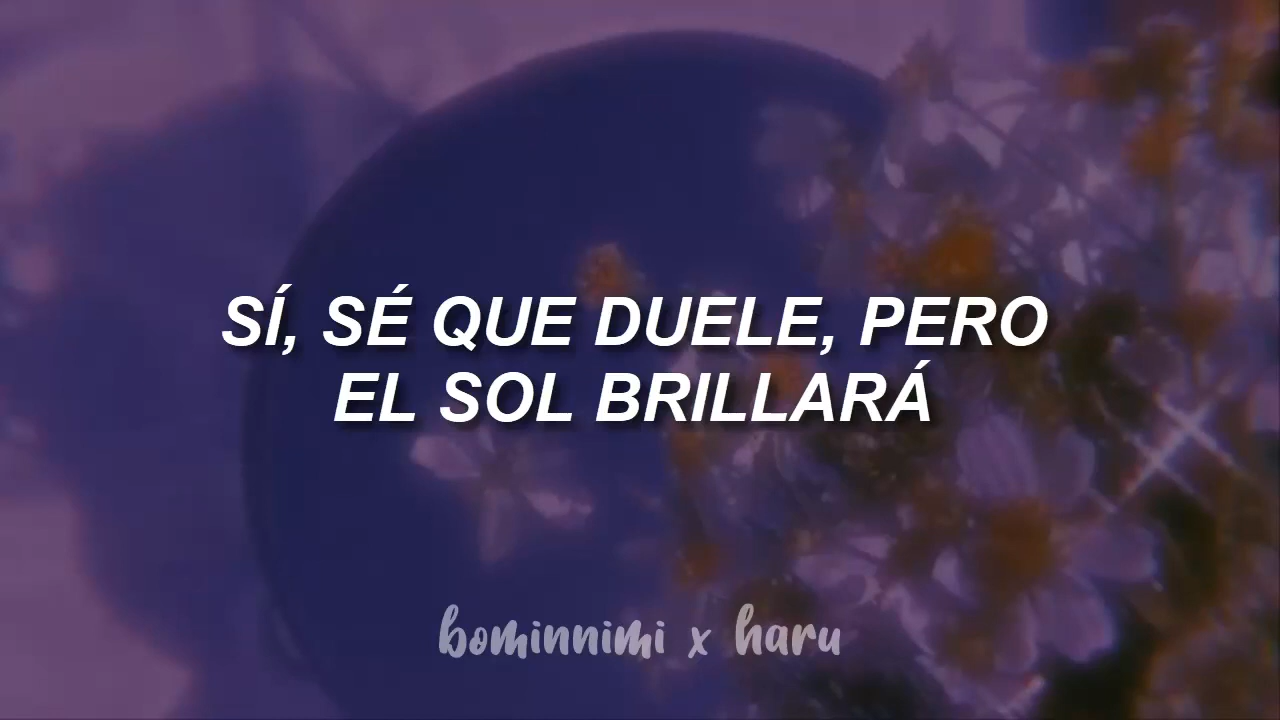 SÍ, SÉ QUE DUELE, PERO
EL SOL BRILLARÁ
bominnimi x haru